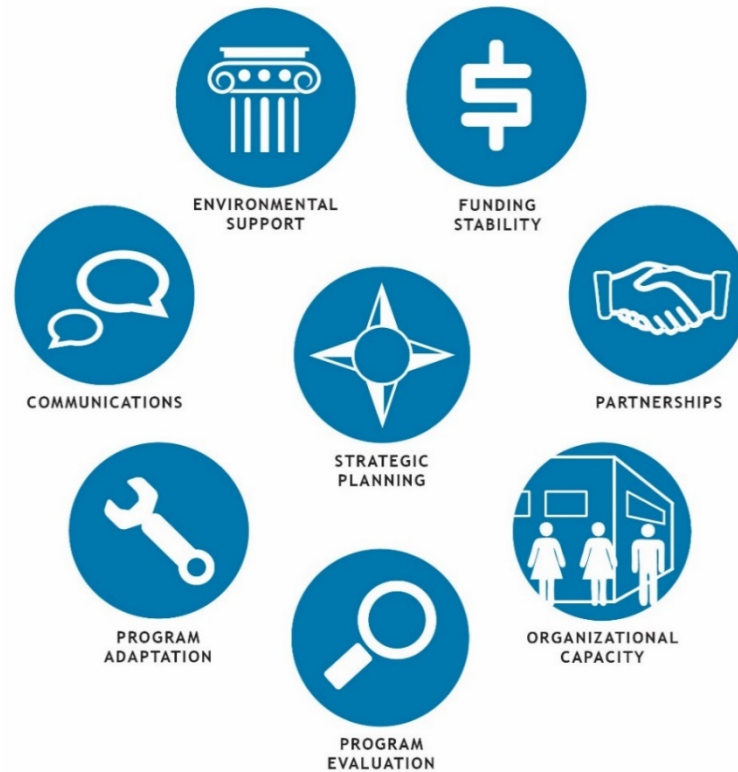 ENVIRONMENTAL
SUPPORT
FUNDING
STABILITY
COMMUNICATIONS
PARTNERSHIPS
STRATEGIC
PLANNING
PROGRAM
ADAPTATION
ORGANIZATIONAL
CAPACITY
PROGRAM
EVALUATION